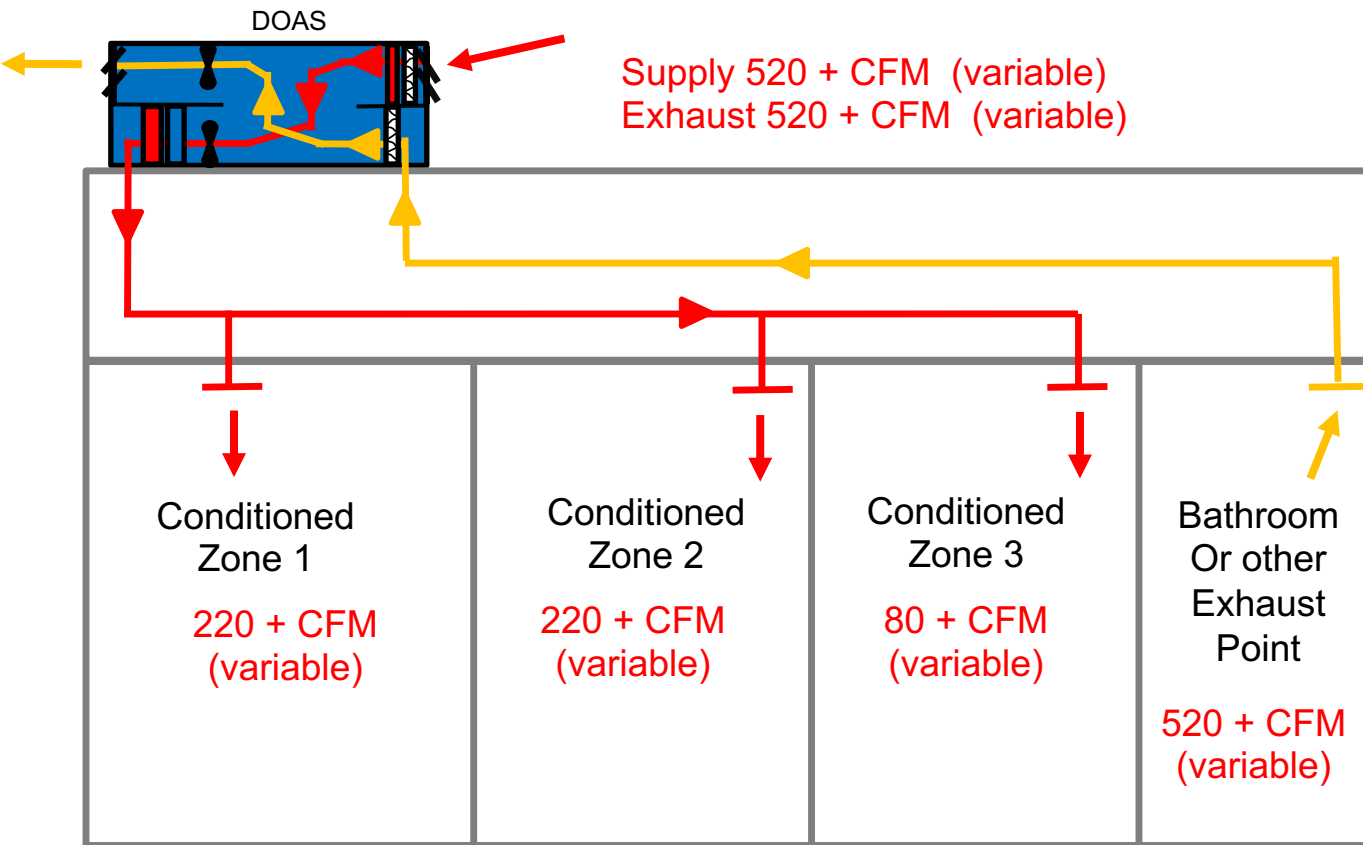 DOAS
Supply 520 + CFM  (variable)
Exhaust 520 + CFM  (variable)
Conditioned
Zone 1
220 + CFM
(variable)
Conditioned
Zone 2
220 + CFM
(variable)
Conditioned
Zone 3
80 + CFM
(variable)
Bathroom
Or other
Exhaust
Point
520 + CFM
(variable)